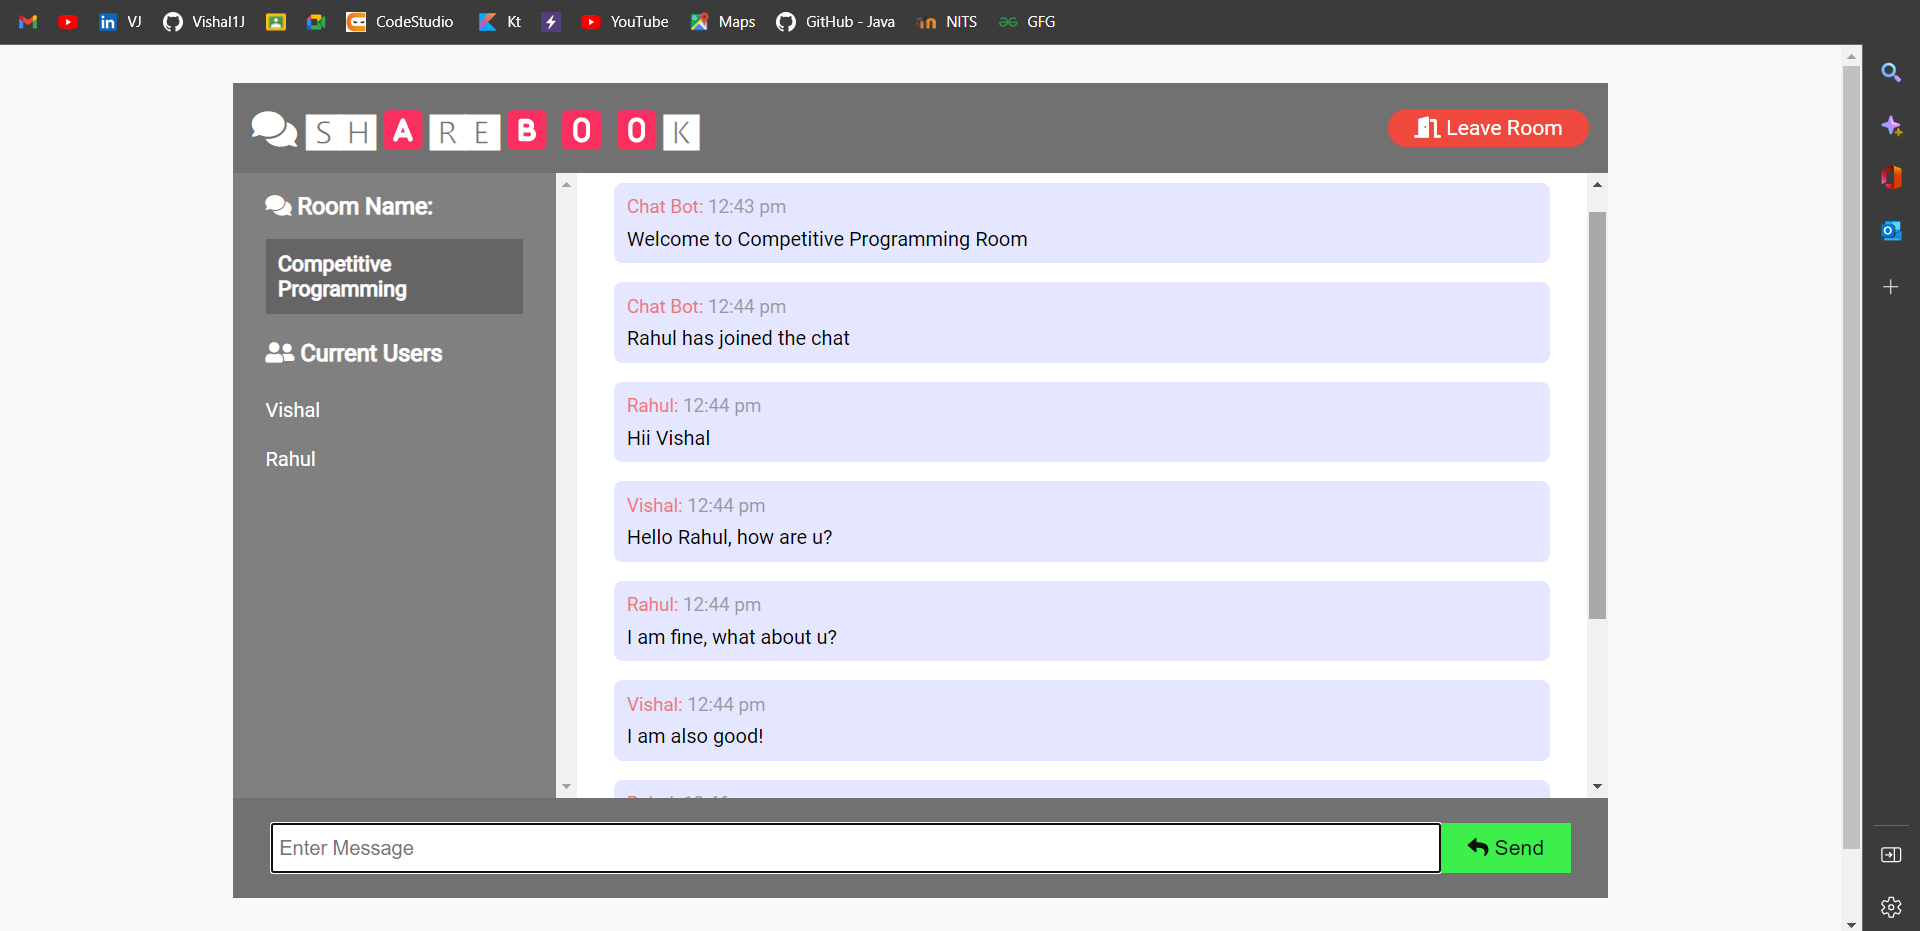 VJ Vishal1J CodeStudio Kt YouTube Maps GitHub - Java NITS GFG
SHAREBOOK
Leave Room
Room Name:
Competitive
Programming
Current Users
Vishal
Rahul
Chat Bot: 12:43 pm
Welcome to Competitive Programming Room
Chat Bot: 12:44 pm
Rahul has joined the chat
Rahul: 12:44 pm
Hii Vishal
Vishal: 12:44 pm
Hello Rahul, how are u?
Rahul: 12:44 pm
I am fine, what about u?
Vishal: 12:44 pm
I am also good!
Enter Message
Send